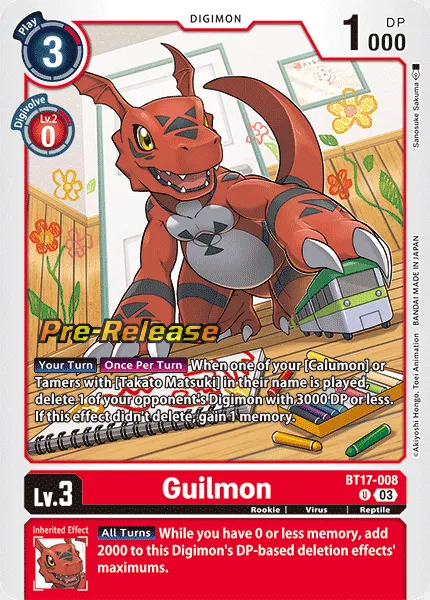 Play
3
DIGIMON
DP
1000
Digivolve
Lv.2
0
Sanosuke Sakuma
©Akiyoshi Hongo, Toei Animation BANDAI MADE IN JAPAN
Pre-Release
Your Turn Once Per Turn When one of your [Calumon] or
Tamers with [Takato Matsuki] in their name is played,
delete 1 of your opponent's Digimon with 3000 DP or less.
If this effect didn't delete, gain 1 memory.
Lv.3
Guilmon
BT17-008
U 03
Rookie Virus Reptile
Inherited Effect
All Turns While you have 0 or less memory, add
2000 to this Digimon's DP-based deletion effects'
maximums.